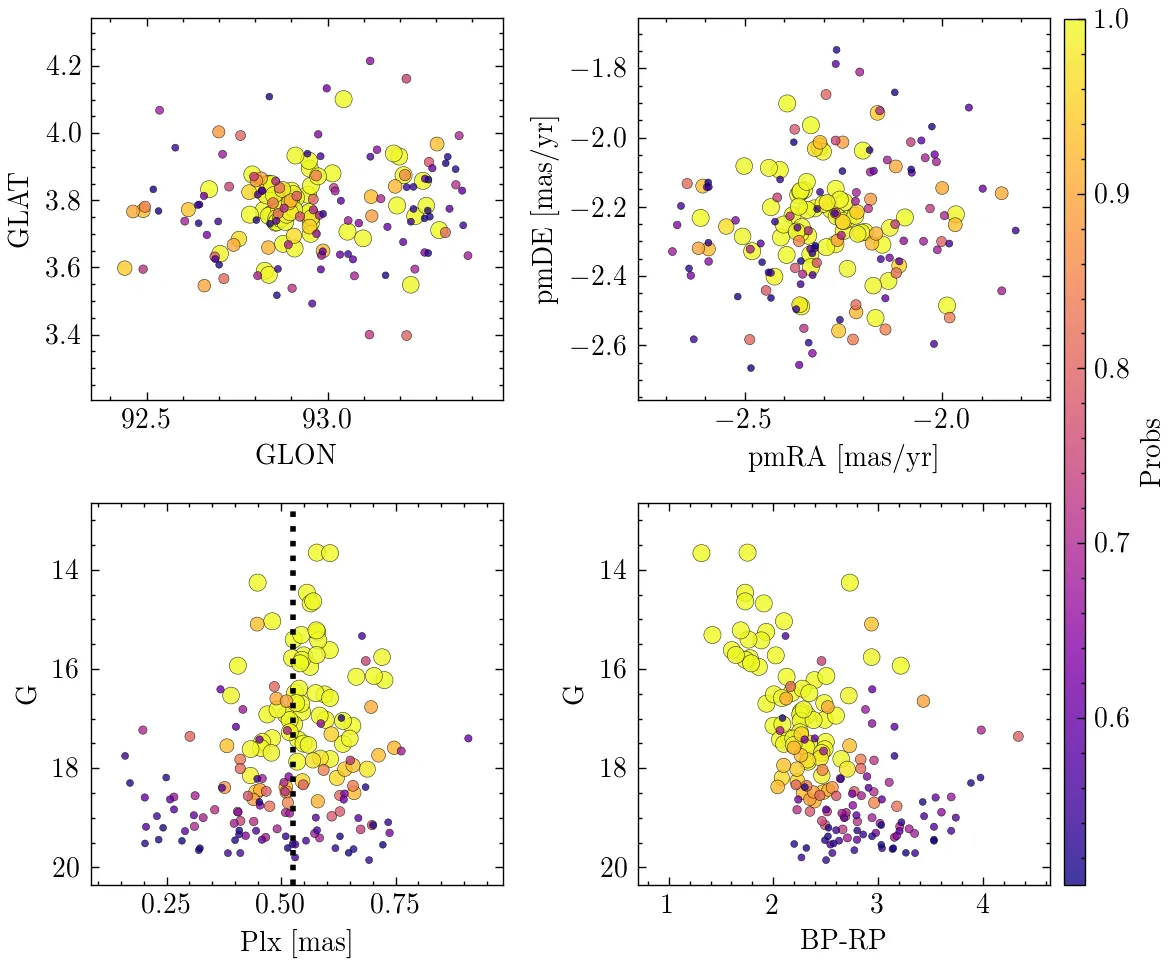 4.2
4.0
3.8
3.6
3.4
GLAT
92.5 93.0
GLON
−1.8
−2.0
−2.2
−2.4
−2.6
pmDE [mas/yr]
−2.5 −2.0
pmRA [mas/yr]
14
16
18
20
G
0.25 0.50 0.75
Plx [mas]
14
16
18
20
G
1 2 3 4
BP-RP
1.0
0.9
0.8
0.7
0.6
Probs